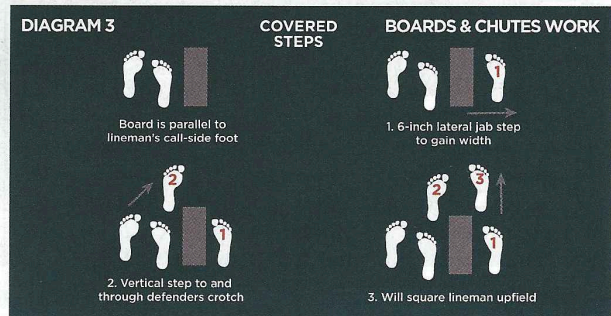 DIAGRAM 3
COVERED
STEPS
BOARDS & CHUTES WORK
Board is parallel to
lineman's call-side foot
1
1. 6-inch lateral jab step
to gain width
2
1
2. Vertical step to and
through defenders crotch
2
3
1
3. Will square lineman upfield